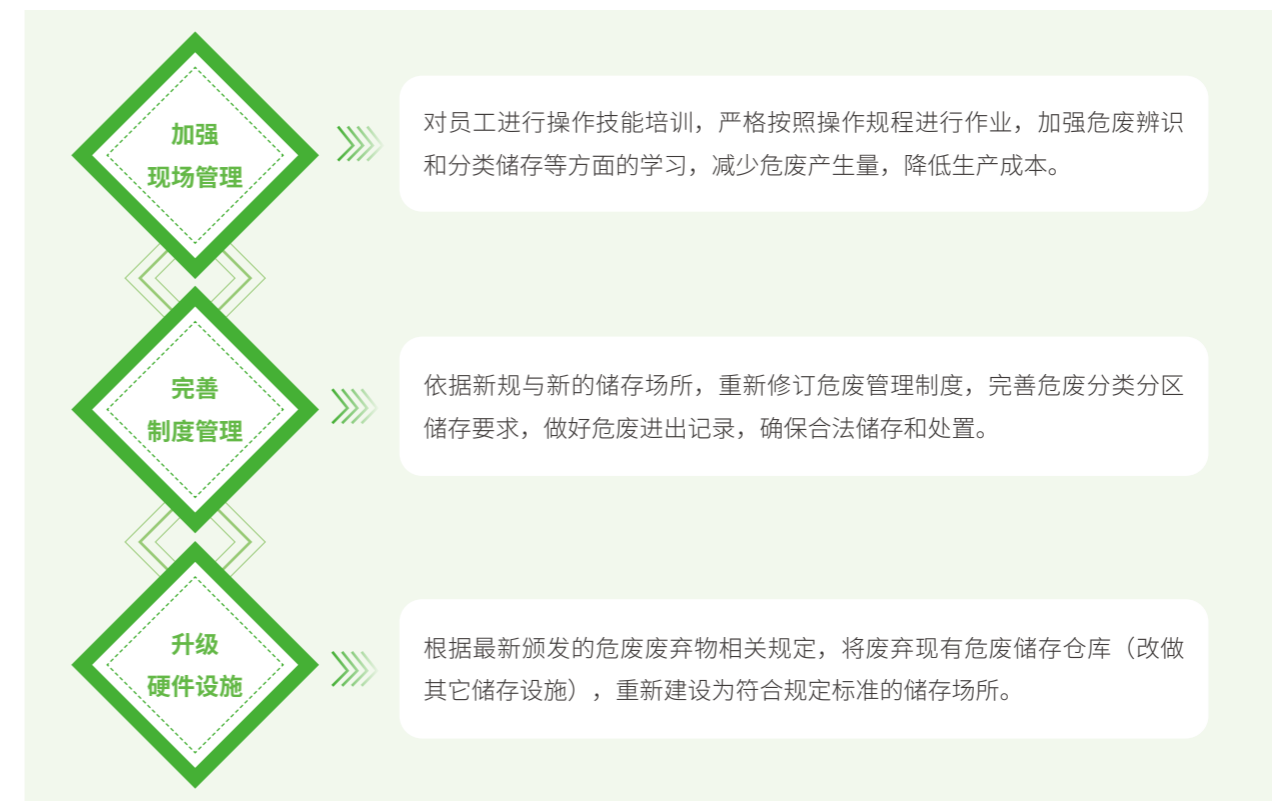 加强
现场管理
对员工进行操作技能培训，严格按照操作规程进行作业，加强危废辨识
和分类储存等方面的学习，减少危废产生量，降低生产成本。
完善
制度管理
依据新规与新的储存场所，重新修订危废管理制度，完善危废分类分区
储存要求，做好危废进出记录，确保合法储存和处置。
升级
硬件设施
根据最新颁发的危废废弃物相关规定，将废弃现有危废储存仓库（改做
其它储存设施），重新建设为符合规定标准的储存场所。